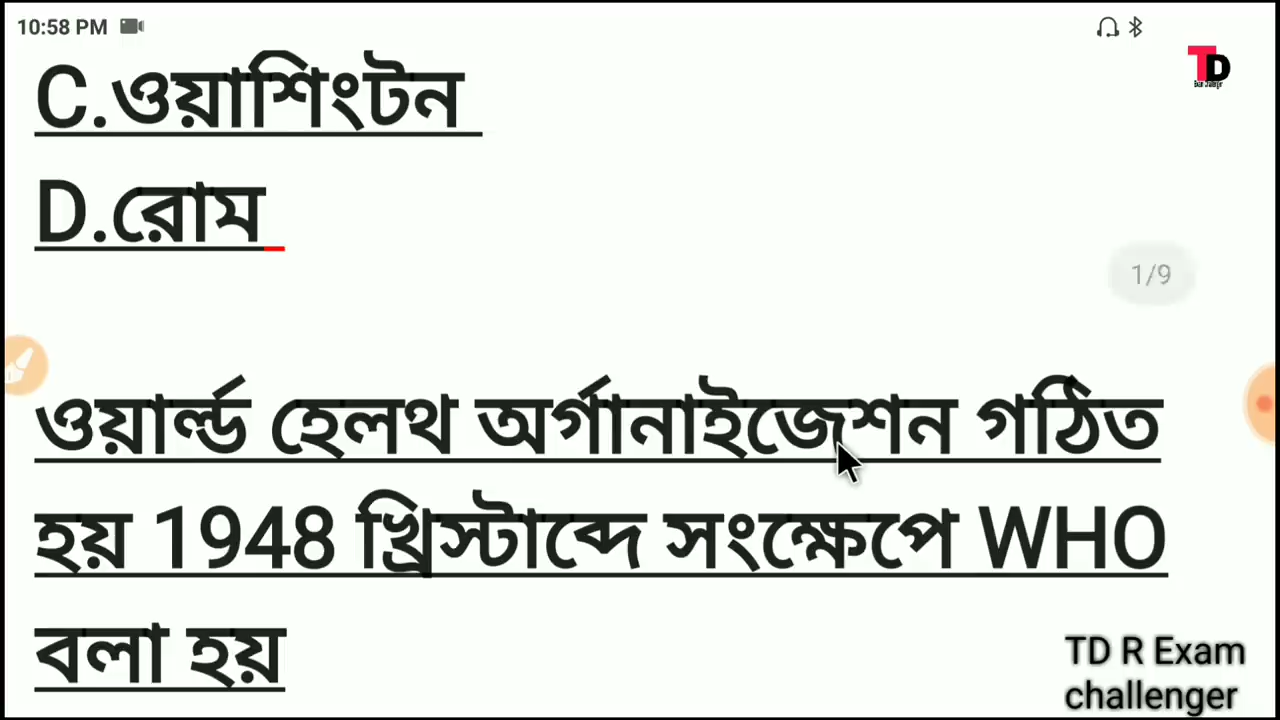 10:58 PM
TD
C.ওয়াশিংটন
D.রোম
1/9
ওয়ার্ল্ড হেলথ অর্গানাইজেশন গঠিত
হয় 1948 খ্রিস্টাব্দে সংক্ষেপে WHO
বলা হয়
TD R Exam
challenger